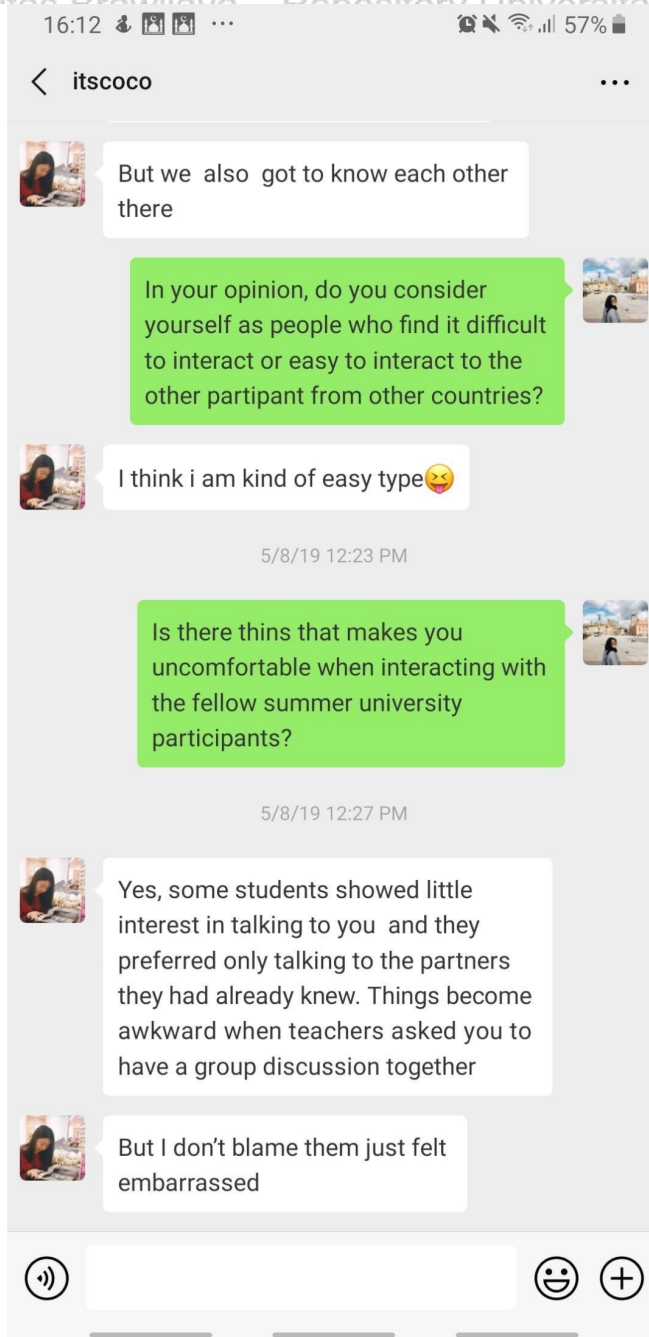 16:12 ... 57%
itscoco ...
But we also got to know each other
there
In your opinion, do you consider
yourself as people who find it difficult
to interact or easy to interact to the
other partipant from other countries?
I think i am kind of easy type😝
5/8/19 12:23 PM
Is there thins that makes you
uncomfortable when interacting with
the fellow summer university
participants?
5/8/19 12:27 PM
Yes, some students showed little
interest in talking to you and they
preferred only talking to the partners
they had already knew. Things become
awkward when teachers asked you to
have a group discussion together
But I don't blame them just felt
embarrassed